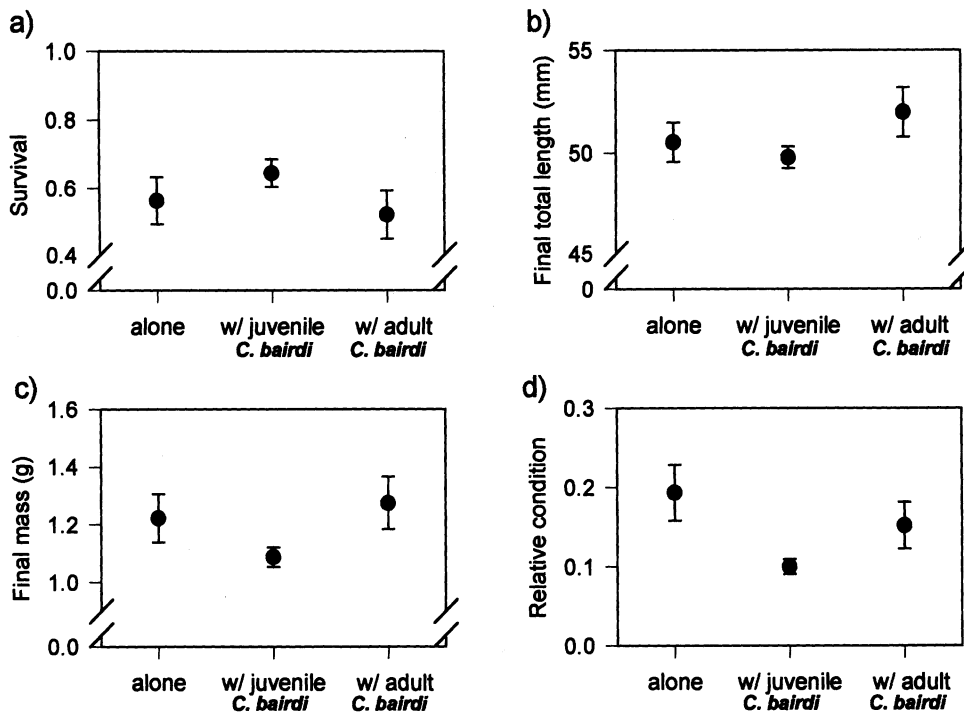 a)
Survival
1.0
0.8
0.6
0.4
0.0
alone
w/ juvenile
C. bairdi
w/ adult
C. bairdi
b)
Final total length (mm)
55
50
45
0
alone
w/ juvenile
C. bairdi
w/ adult
C. bairdi
c)
Final mass (g)
1.6
1.4
1.2
1.0
0.0
alone
w/ juvenile
C. bairdi
w/ adult
C. bairdi
d)
Relative condition
0.3
0.2
0.1
0.0
alone
w/ juvenile
C. bairdi
w/ adult
C. bairdi